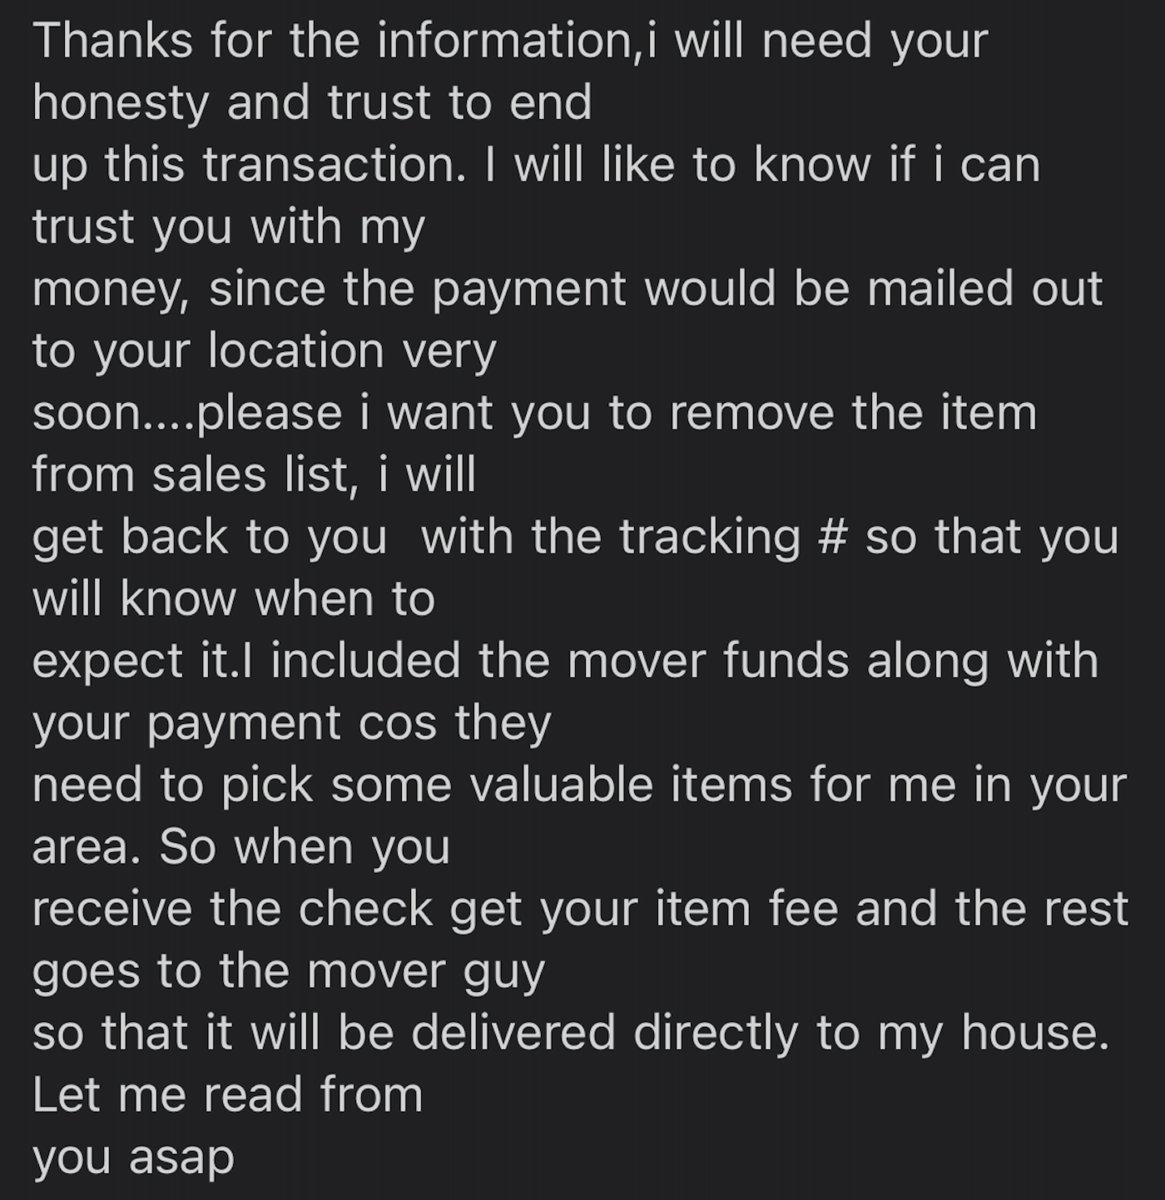 Thanks for the information,i will need your
honesty and trust to end
up this transaction. I will like to know if i can
trust you with my
money, since the payment would be mailed out
to your location very
soon....please i want you to remove the item
from sales list, i will
get back to you  with the tracking # so that you
will know when to
expect it.I included the mover funds along with
your payment cos they
need to pick some valuable items for me in your
area. So when you
receive the check get your item fee and the rest
goes to the mover guy
so that it will be delivered directly to my house.
Let me read from
you asap